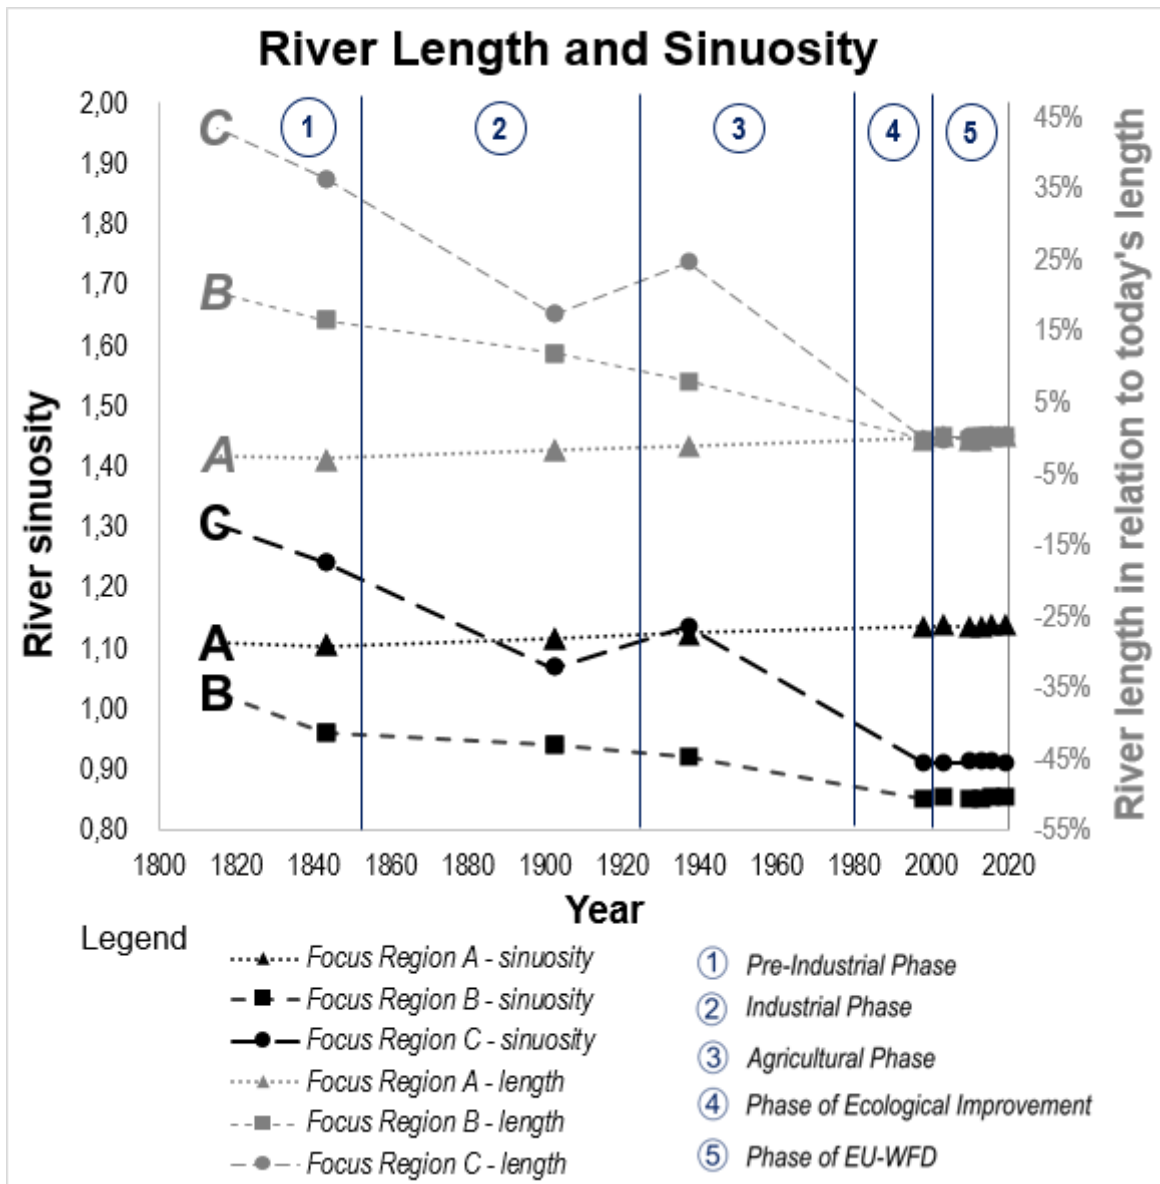 River Length and Sinuosity
River sinuosity
2,00
1,90
1,80
1,70
1,60
1,50
1,40
1,30
1,20
1,10
1,00
0,90
0,80
1
2
3
4
5
C
B
A
C
A
B
45%
35%
25%
15%
5%
-5%
-15%
-25%
-35%
-45%
-55%
River length in relation to today's length
1800 1820 1840 1860 1880 1900 1920 1940 1960 1980 2000 2020
Year
Legend
Focus Region A - sinuosity
Focus Region B - sinuosity
Focus Region C - sinuosity
Focus Region A - length
Focus Region B - length
Focus Region C - length
1 Pre-Industrial Phase
2 Industrial Phase
3 Agricultural Phase
4 Phase of Ecological Improvement
5 Phase of EU-WFD